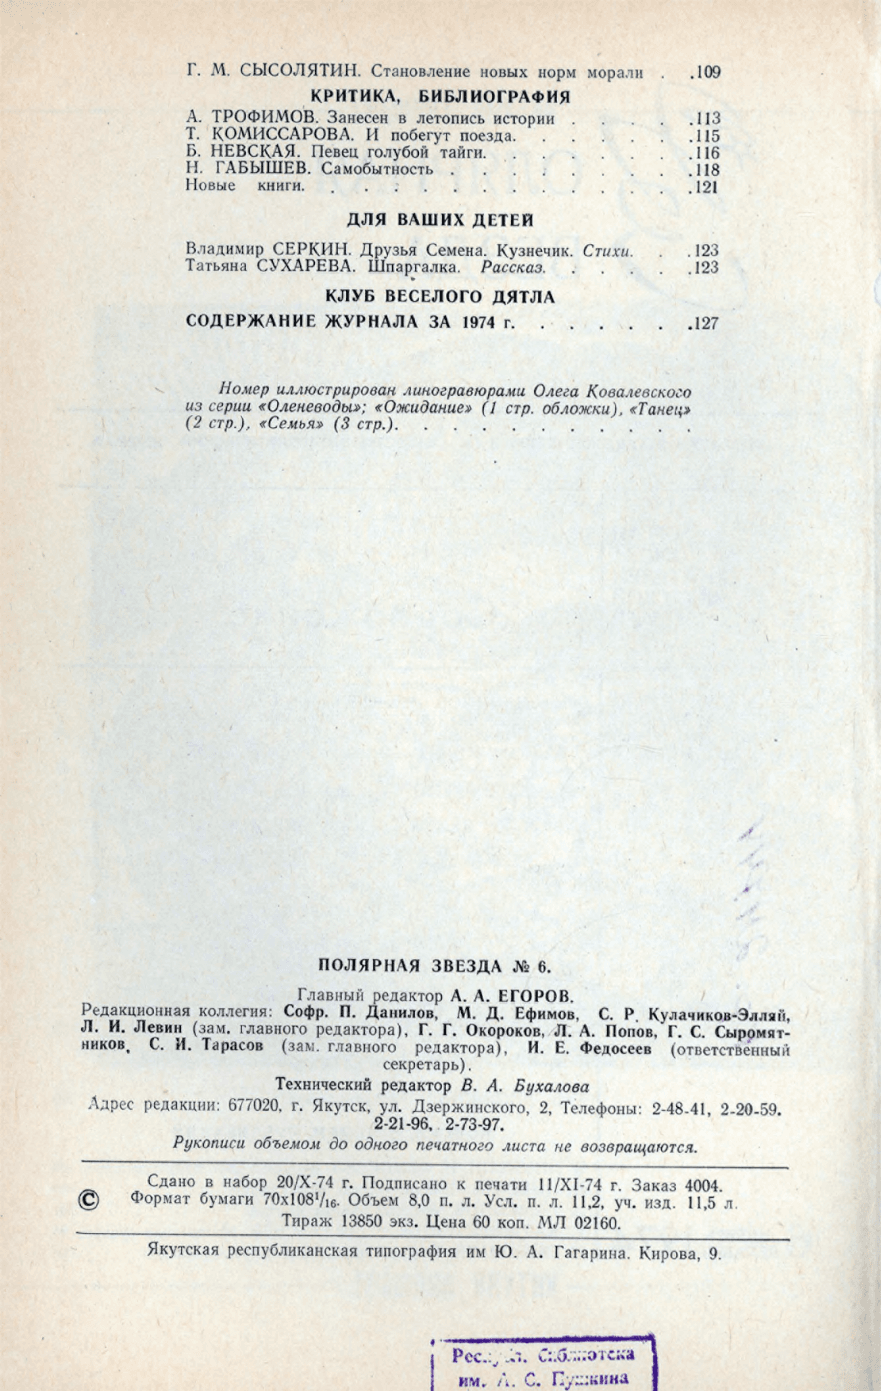 Г. М. СЫСОЛЯТИН. Становление новых норм морали . .109
КРИТИКА, БИБЛИОГРАФИЯ
А. ТРОФИМОВ. Занесен в летопись истории . . . . .113
Т. КОМИССАРОВА. И побегут поезда. . . . . . .115
Б. НЕВСКАЯ. Певец голубой тайги. . . . . . . .116
Н. ГАБЫШЕВ. Самобытность . . . . . . . . .118
Новые книги. . . . . . . . . . . . . .121
ДЛЯ ВАШИХ ДЕТЕЙ
Владимир СЕРКИН. Друзья Семена. Кузнечик. Стихи. . .123
Татьяна СУХАРЕВА. Шпаргалка. Рассказ. . . . . .123
КЛУБ ВЕСЕЛОГО ДЯТЛА
СОДЕРЖАНИЕ ЖУРНАЛА ЗА 1974 г. . . . . . .127
Номер иллюстрирован линогравюрами Олега Ковалевского
из серии «Оленеводы»; «Ожидание» (1 стр. обложки), «Танец»
(2 стр.), «Семья» (3 стр.). . . . . . . . . . .
ПОЛЯРНАЯ ЗВЕЗДА № 6.
Главный редактор А. А. ЕГОРОВ.
Редакционная коллегия: Софр. П. Данилов, М. Д. Ефимов, С. Р. Кулачиков-Элляй,
Л. И. Левин (зам. главного редактора), Г. Г. Окороков, Л. А. Попов, Г. С. Сыромят-
ников, С. И. Тарасов (зам. главного редактора), И. Е. Федосеев (ответственный
секретарь).
Технический редактор В. А. Бухалова
Адрес редакции: 677020, г. Якутск, ул. Дзержинского, 2, Телефоны: 2-48-41, 2-20-59.
2-21-96, 2-73-97.
Рукописи объемом до одного печатного листа не возвращаются.
Сдано в набор 20/X-74 г. Подписано к печати 11/XI-74 г. Заказ 4004.
© Формат бумаги 70х108¹/₁₆. Объем 8,0 п. л. Усл. п. л. 11,2, уч. изд. 11,5 л.
Тираж 13850 экз. Цена 60 коп. МЛ 02160.
Якутская республиканская типография им Ю. А. Гагарина. Кирова, 9.
им. А. С. Пушкина